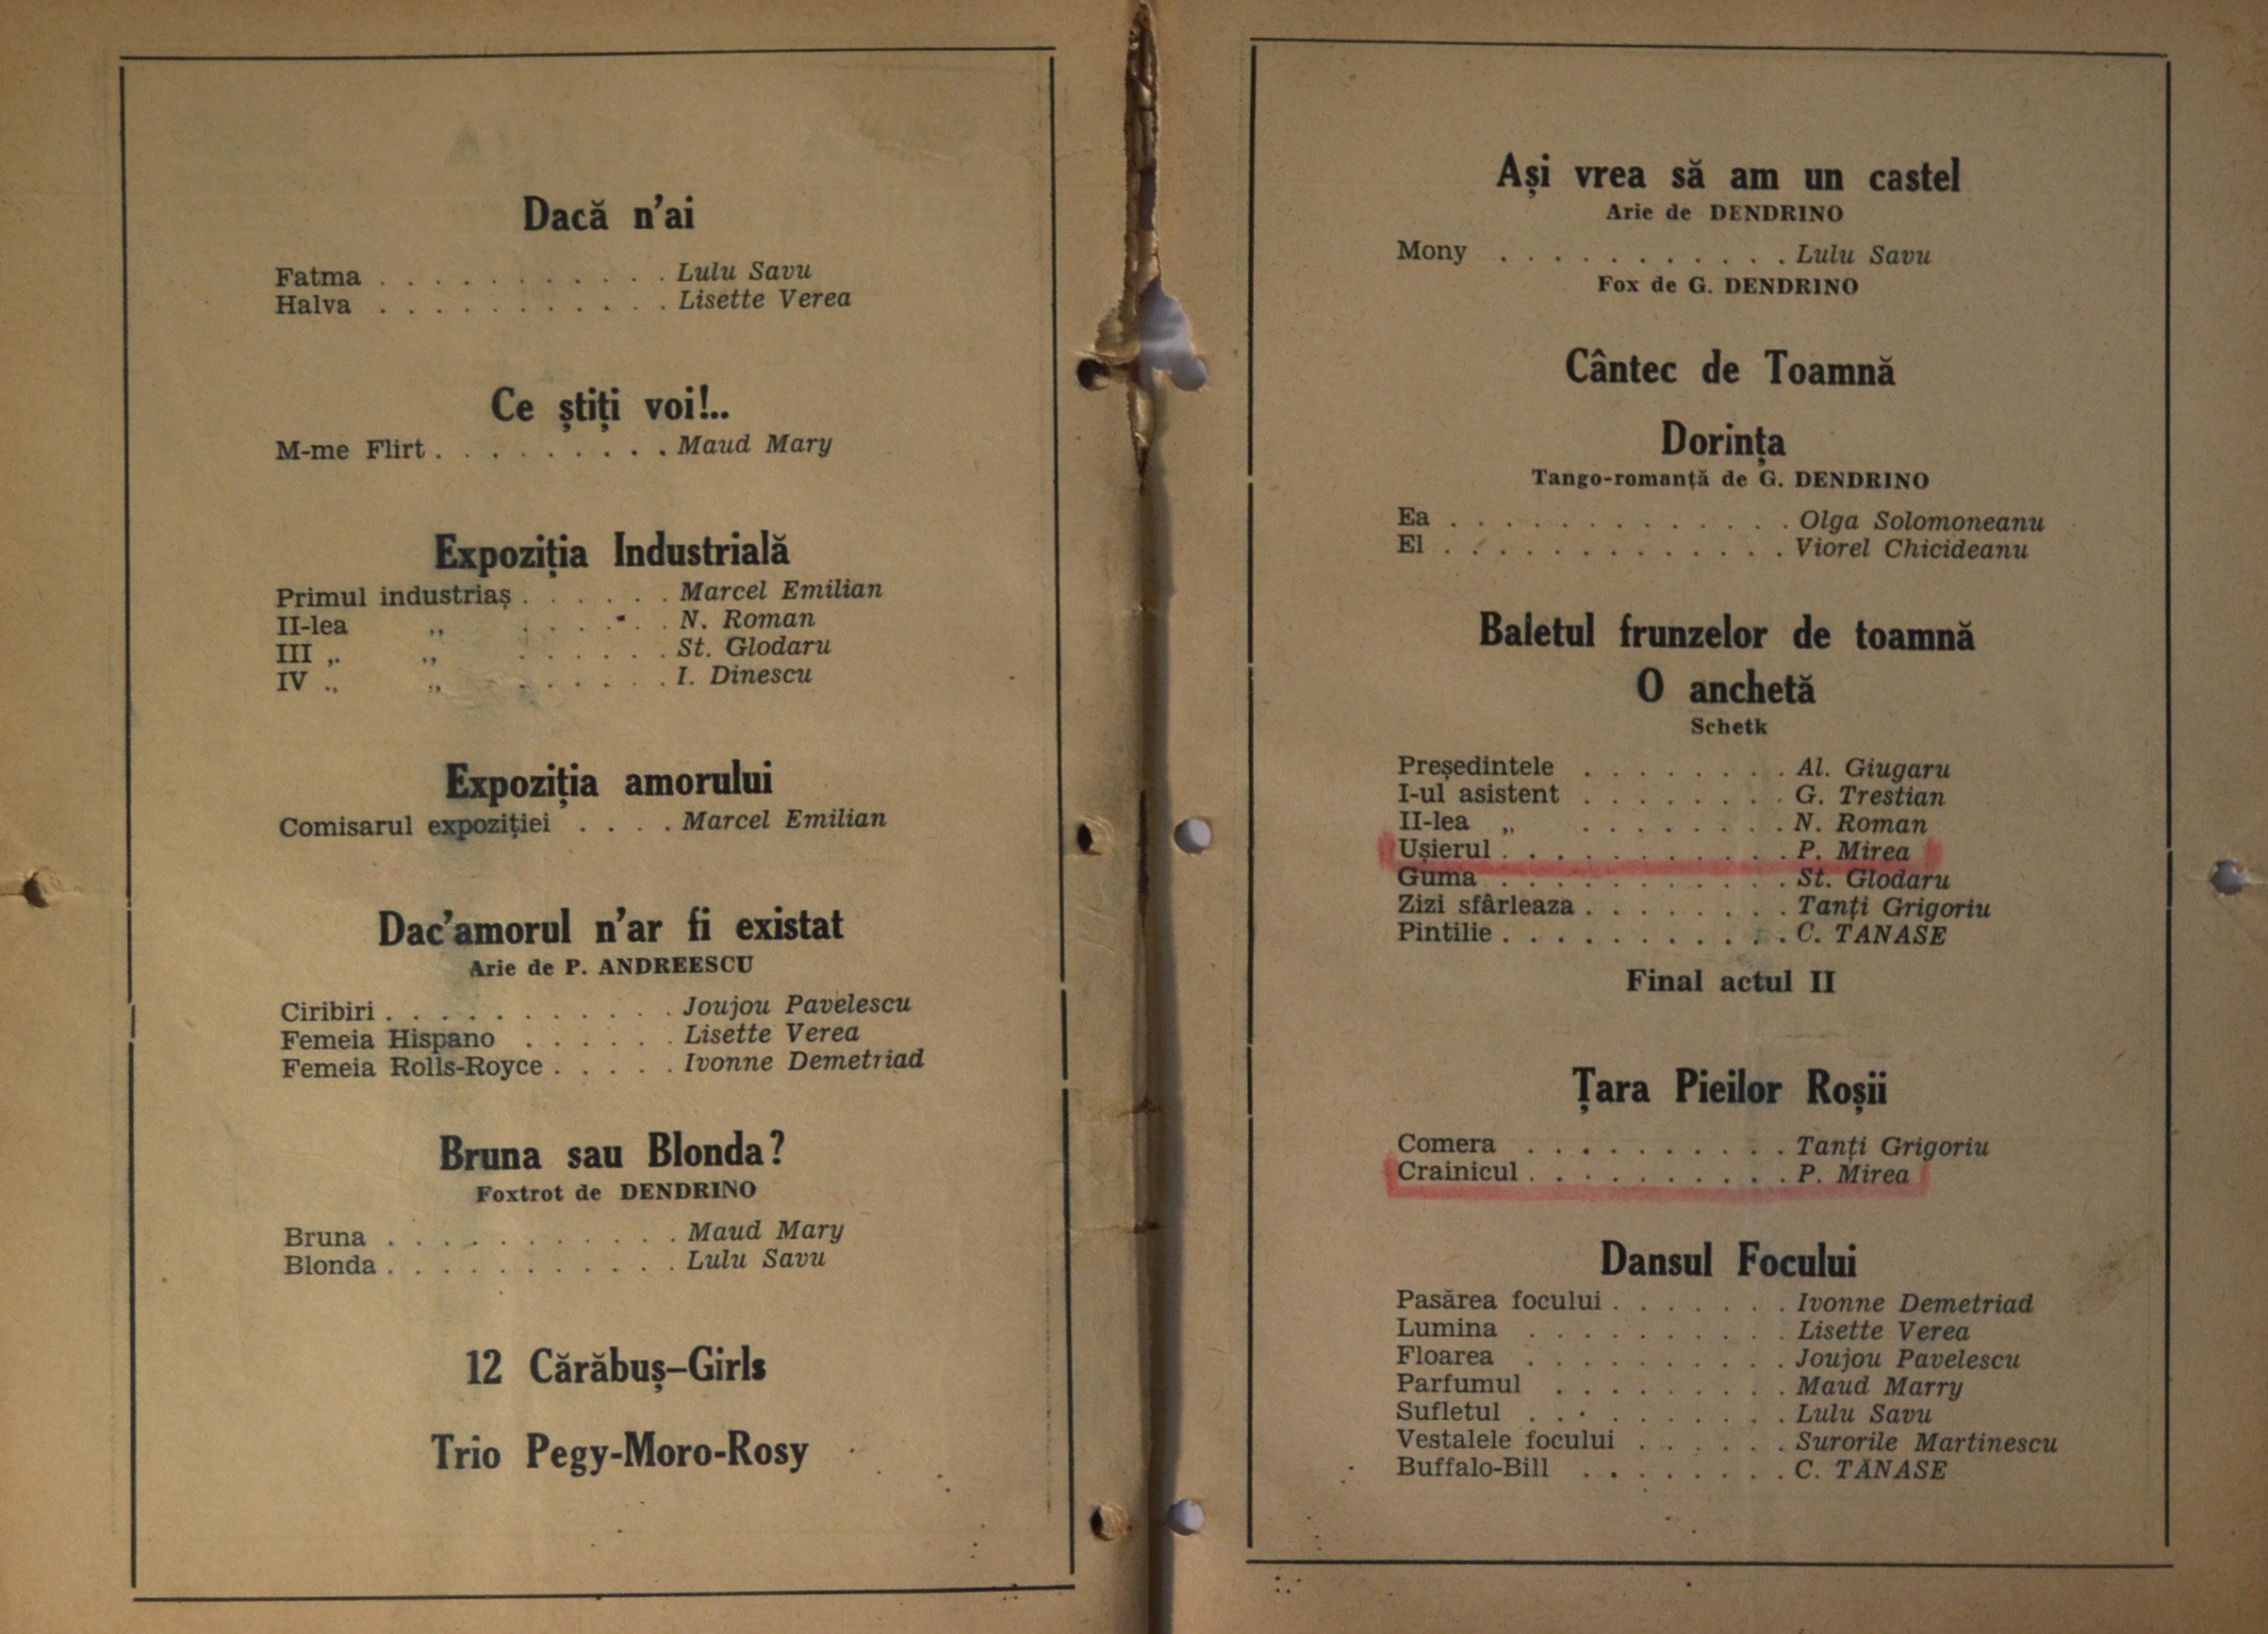 Dacă n'ai
Fatma . . . . . . . . . . . Lulu Savu
Halva . . . . . . . . . . . Lisette Verea
Ce știți voi!..
M-me Flirt . . . . . . . . . Maud Mary
Expoziția Industrială
Primul industriaș . . . . . . Marcel Emilian
II-lea „ . . . . . . N. Roman
III „ „ . . . . . . St. Glodaru
IV „ „ . . . . . . I. Dinescu
Expoziția amorului
Comisarul expoziției . . . . Marcel Emilian
Dac'amorul n'ar fi existat
Arie de P. ANDREESCU
Ciribiri . . . . . . . . . . . Joujou Pavelescu
Femeia Hispano . . . . . . Lisette Verea
Femeia Rolls-Royce . . . . . Ivonne Demetriad
Bruna sau Blonda?
Foxtrot de DENDRINO
Bruna . . . . . . . . . . . Maud Mary
Blonda . . . . . . . . . . . Lulu Savu
12 Cărăbuș–Girls
Trio Pegy-Moro-Rosy
Ași vrea să am un castel
Arie de DENDRINO
Mony . . . . . . . . . . . Lulu Savu
Fox de G. DENDRINO
Cântec de Toamnă
Dorința
Tango-romanță de G. DENDRINO
Ea . . . . . . . . . . . . . Olga Solomoneanu
El . . . . . . . . . . . . . Viorel Chicideanu
Baletul frunzelor de toamnă
O anchetă
Schetk
Președintele . . . . . . . . Al. Giugaru
I-ul asistent . . . . . . . . G. Trestian
II-lea „ . . . . . . . . N. Roman
Ușierul . . . . . . . . . . . P. Mirea
Guma . . . . . . . . . . . St. Glodaru
Zizi sfârleaza . . . . . . . . Tanți Grigoriu
Pintilie . . . . . . . . . . . C. TANASE
Final actul II
Țara Pieilor Roșii
Comera . . . . . . . . . . Tanți Grigoriu
Crainicul . . . . . . . . . . P. Mirea
Dansul Focului
Pasărea focului . . . . . . . Ivonne Demetriad
Lumina . . . . . . . . . . Lisette Verea
Floarea . . . . . . . . . . Joujou Pavelescu
Parfumul . . . . . . . . . Maud Marry
Sufletul . . . . . . . . . . Lulu Savu
Vestalele focului . . . . . . Surorile Martinescu
Buffalo-Bill . . . . . . . . C. TĂNASE